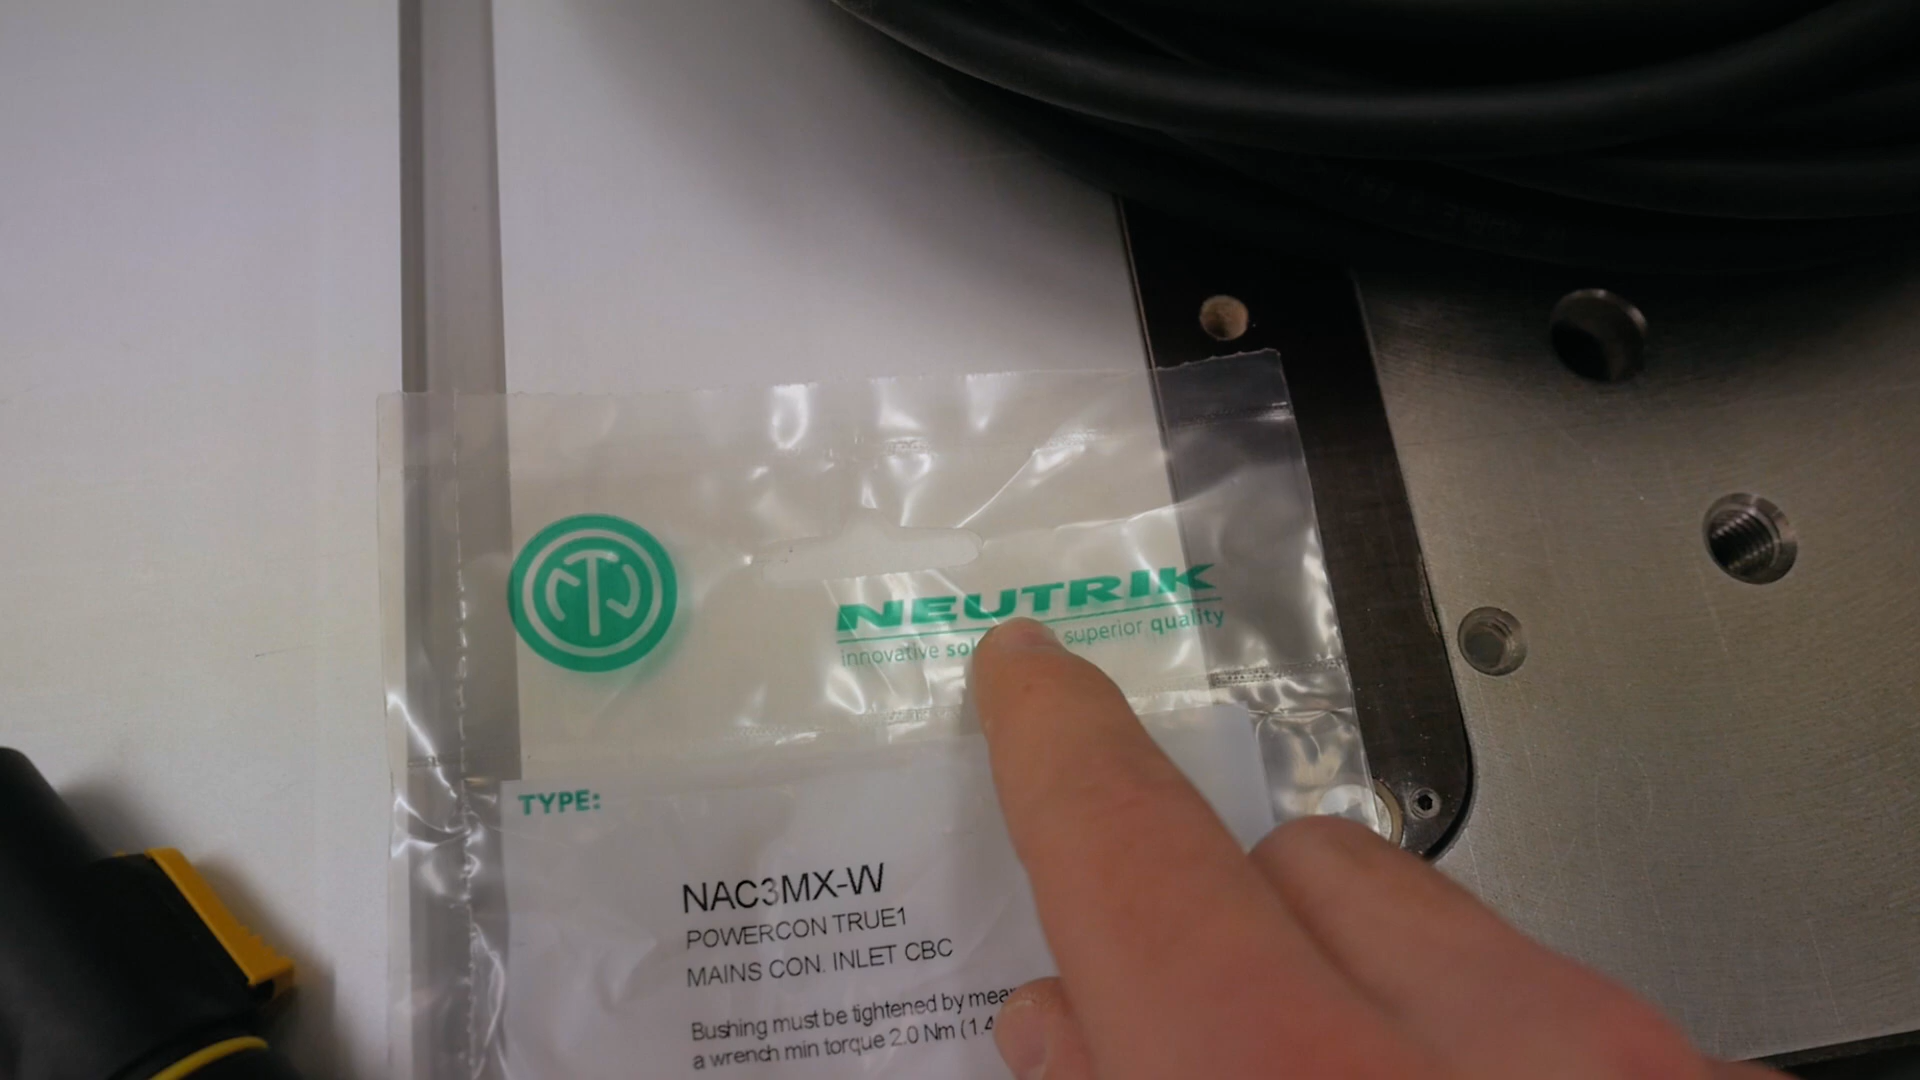 NEUTRIK
innovative superior quality
TYPE:
NAC3MX-W
POWERCON TRUE1
MAINS CON. INLET CBC
Bushing must be tightened by
a wrench min torque 2.0 Nm